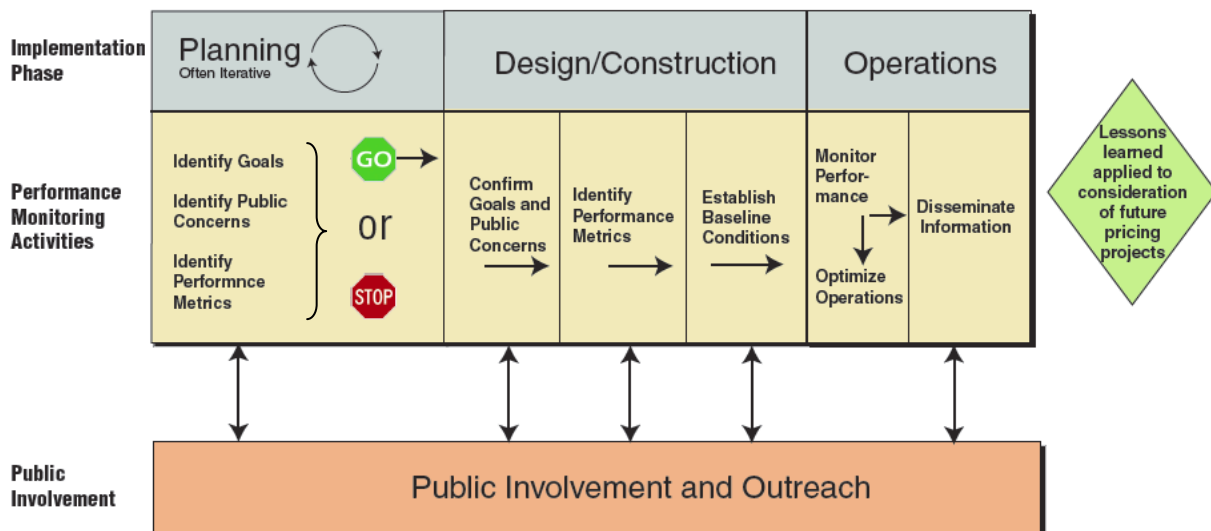 Implementation
Phase
Planning
Often Iterative
Design/Construction
Operations
Performance
Monitoring
Activities
Identify Goals
Identify Public
Concerns
Identify
Performnce
Metrics
GO
or
STOP
Confirm
Goals and
Public
Concerns
Identify
Performance
Metrics
Establish
Baseline
Conditions
Monitor
Perfor-
mance
Optimize
Operations
Disseminate
Information
Lessons
learned
applied to
consideration
of future
pricing
projects
Public
Involvement
Public Involvement and Outreach